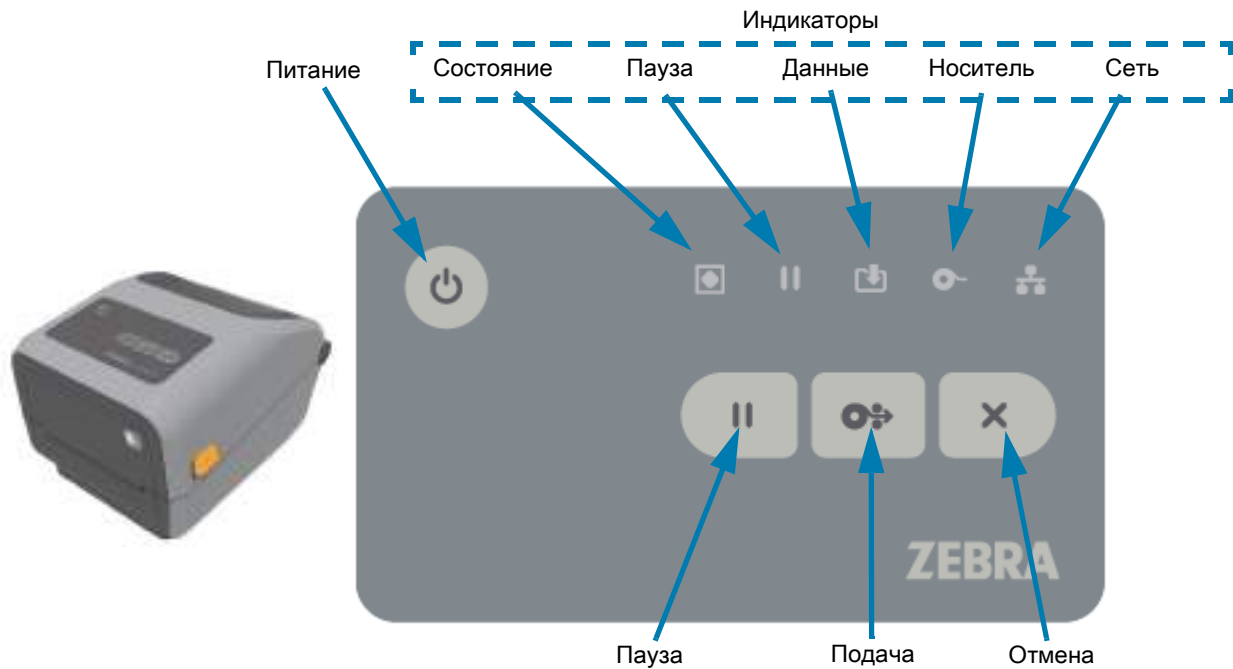 Индикаторы
Питание Состояние Пауза Данные Носитель Сеть
ZEBRA
Пауза Подача Отмена